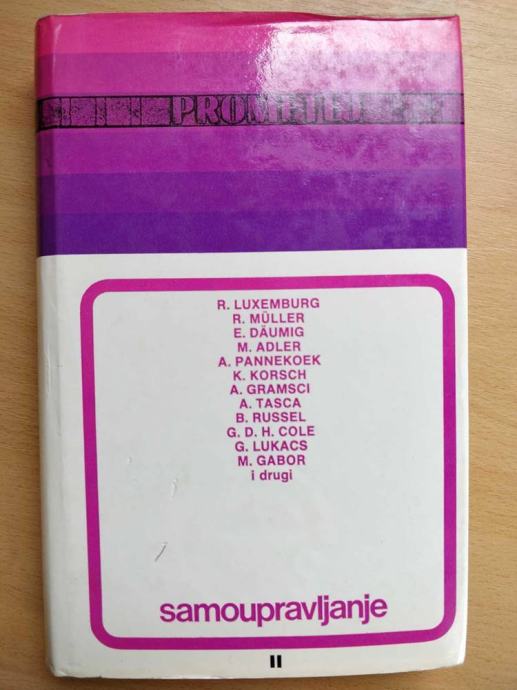 PROMETEJ
R. LUXEMBURG
R. MÜLLER
E. DÄUMIG
M. ADLER
A. PANNEKOEK
K. KORSCH
A. GRAMSCI
A. TASCA
B. RUSSEL
G. D. H. COLE
G. LUKACS
M. GABOR
i drugi
samoupravljanje
II